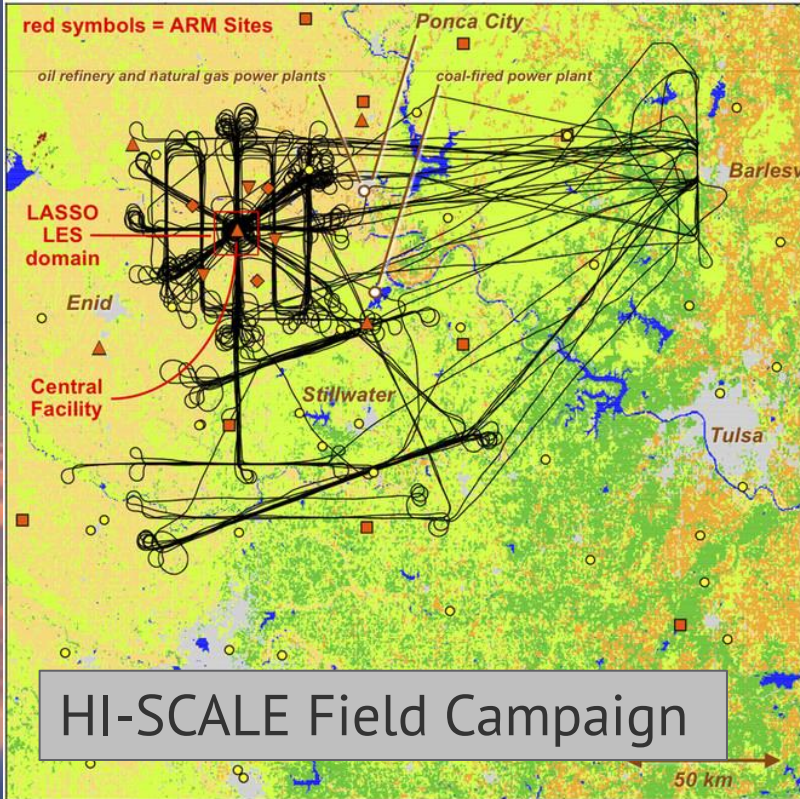 red symbols = ARM Sites
Ponca City
oil refinery and natural gas power plants
coal-fired power plant
Barlesv
LASSO
LES
domain
Enid
Central
Facility
Stillwater
Tulsa
HI-SCALE Field Campaign
50 km